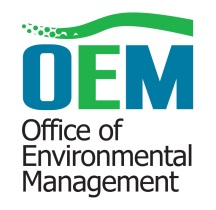 OEM
Office of
Environmental
Management